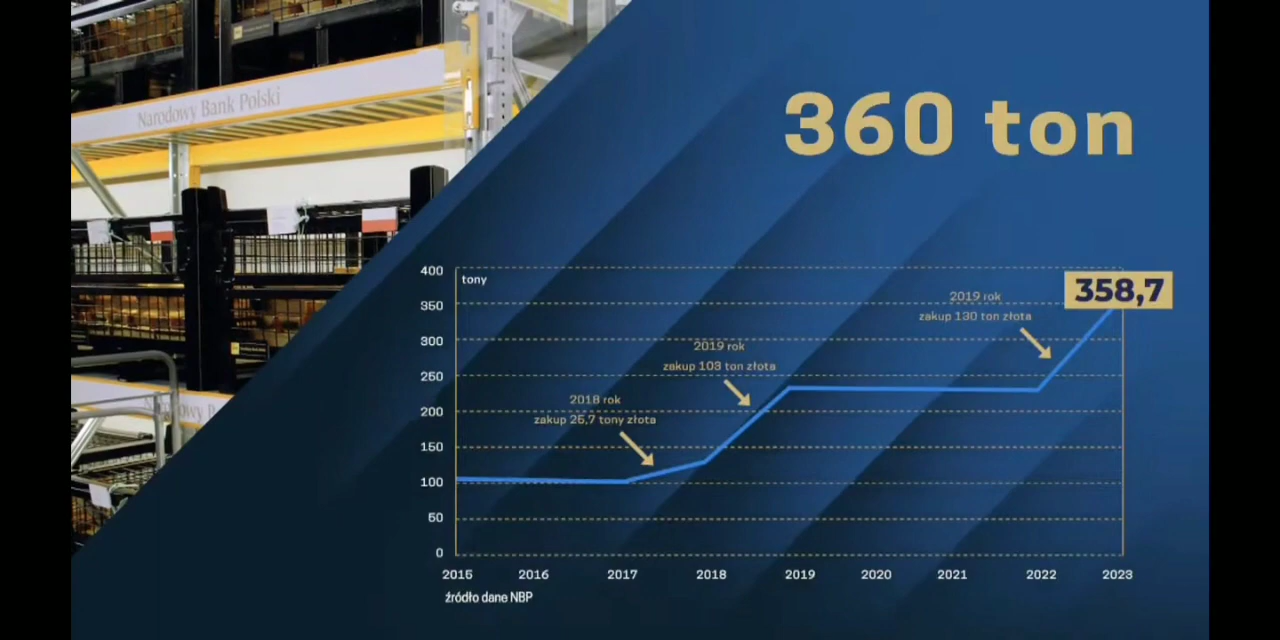 Narodowy Bank Polski
360 ton
400
tony
350
300
250
200
150
100
50
0
2018 rok
zakup 25,7 tony złota
2019 rok
zakup 103 ton złota
2019 rok
zakup 130 ton złota
358,7
2015 2016 2017 2018 2019 2020 2021 2022 2023
źródło dane NBP